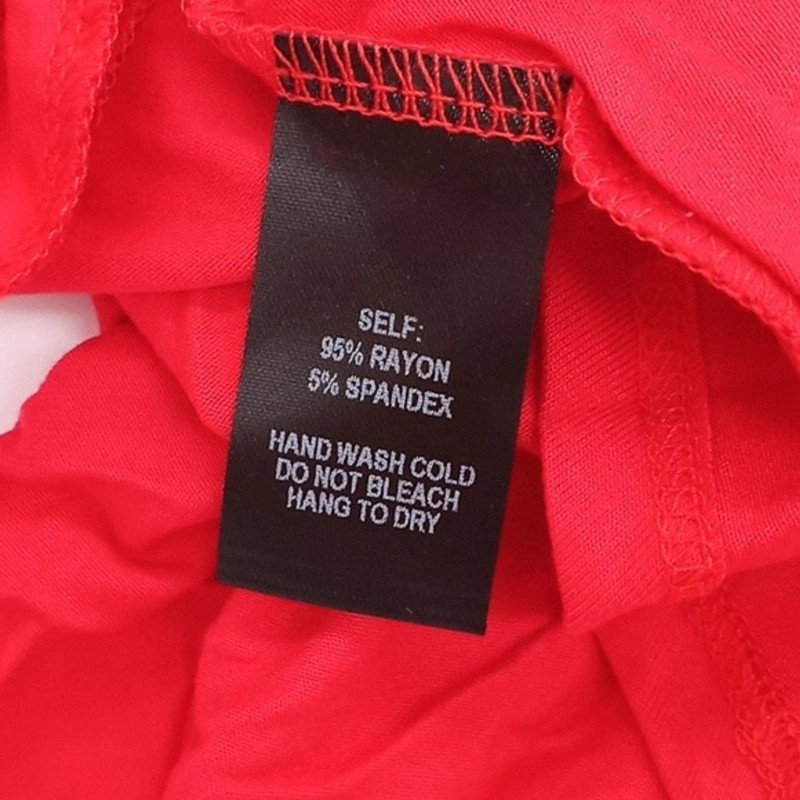 SELF:
95% RAYON
5% SPANDEX
HAND WASH COLD
DO NOT BLEACH
HANG TO DRY